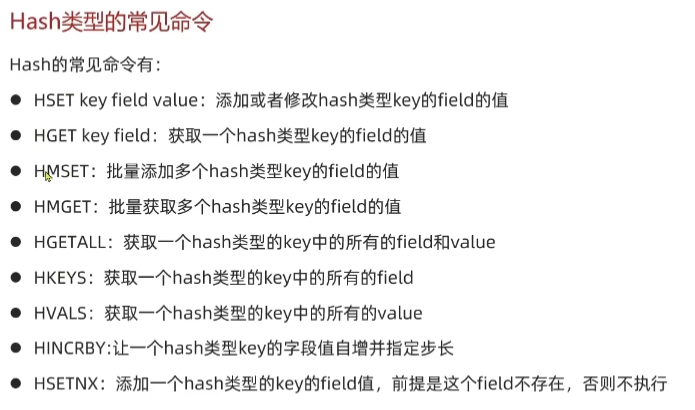 Hash类型的常见命令
Hash的常见命令有：
● HSET key field value：添加或者修改hash类型key的field的值
● HGET key field：获取一个hash类型key的field的值
● HMSET：批量添加多个hash类型key的field的值
● HMGET：批量获取多个hash类型key的field的值
● HGETALL：获取一个hash类型的key中的所有的field和value
● HKEYS：获取一个hash类型的key中的所有的field
● HVALS：获取一个hash类型的key中的所有的value
● HINCRBY:让一个hash类型key的字段值自增并指定步长
● HSETNX：添加一个hash类型的key的field值，前提是这个field不存在，否则不执行